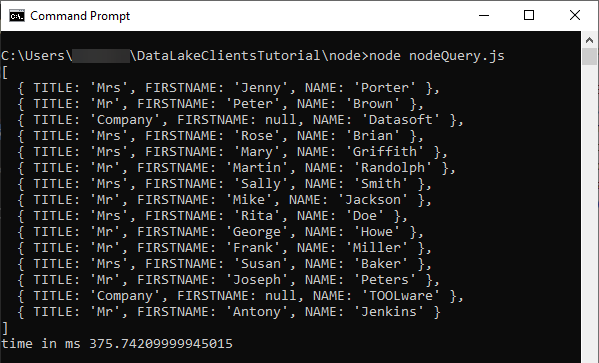 Command Prompt
C:\Users\ \DataLakeClientsTutorial\node>node nodeQuery.js
[
  { TITLE: 'Mrs', FIRSTNAME: 'Jenny', NAME: 'Porter' },
  { TITLE: 'Mr', FIRSTNAME: 'Peter', NAME: 'Brown' },
  { TITLE: 'Company', FIRSTNAME: null, NAME: 'Datasoft' },
  { TITLE: 'Mrs', FIRSTNAME: 'Rose', NAME: 'Brian' },
  { TITLE: 'Mrs', FIRSTNAME: 'Mary', NAME: 'Griffith' },
  { TITLE: 'Mr', FIRSTNAME: 'Martin', NAME: 'Randolph' },
  { TITLE: 'Mrs', FIRSTNAME: 'Sally', NAME: 'Smith' },
  { TITLE: 'Mr', FIRSTNAME: 'Mike', NAME: 'Jackson' },
  { TITLE: 'Mrs', FIRSTNAME: 'Rita', NAME: 'Doe' },
  { TITLE: 'Mr', FIRSTNAME: 'George', NAME: 'Howe' },
  { TITLE: 'Mr', FIRSTNAME: 'Frank', NAME: 'Miller' },
  { TITLE: 'Mrs', FIRSTNAME: 'Susan', NAME: 'Baker' },
  { TITLE: 'Mr', FIRSTNAME: 'Joseph', NAME: 'Peters' },
  { TITLE: 'Company', FIRSTNAME: null, NAME: 'TOOLware' },
  { TITLE: 'Mr', FIRSTNAME: 'Antony', NAME: 'Jenkins' }
]
time in ms 375.74209999945015